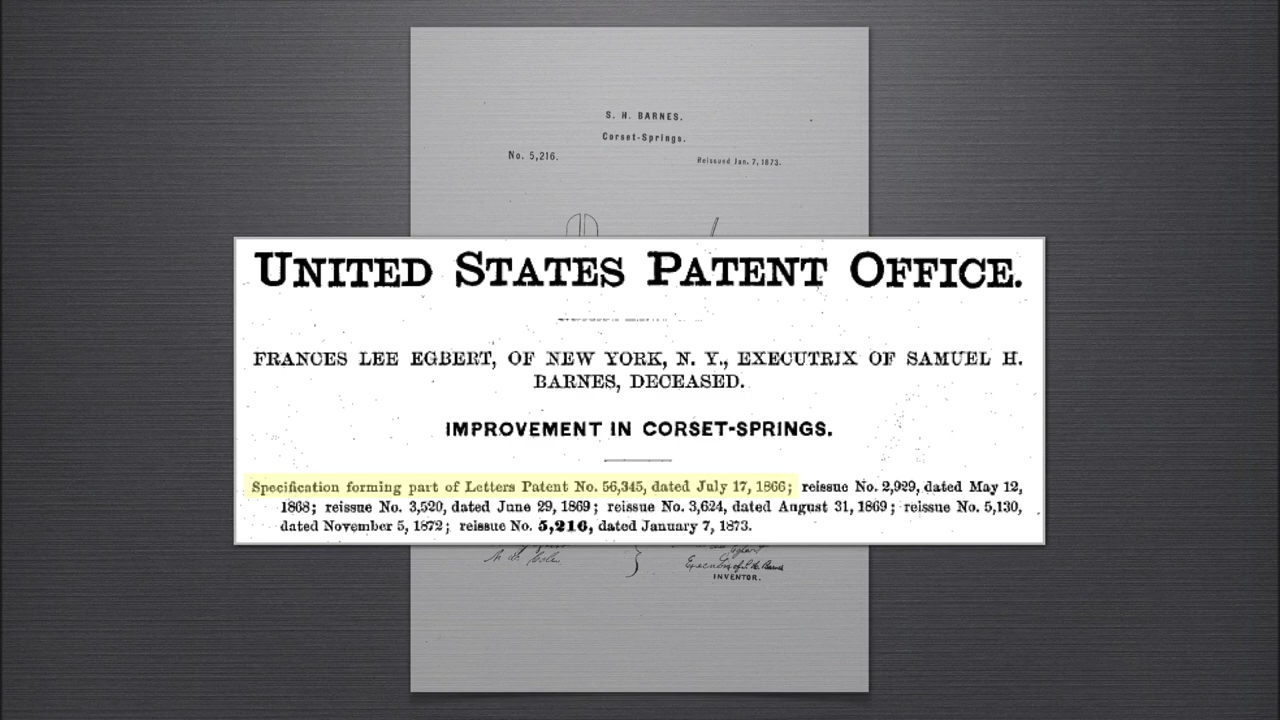 S. H. BARNES.
Corset-Springs.
No. 5,216.
Reissued Jan. 7, 1873.
UNITED STATES PATENT OFFICE.
FRANCES LEE EGBERT, OF NEW YORK, N. Y., EXECUTRIX OF SAMUEL H.
BARNES, DECEASED.
IMPROVEMENT IN CORSET-SPRINGS.
Specification forming part of Letters Patent No. 56,345, dated July 17, 1866; reissue No. 2,929, dated May 12,
1868; reissue No. 3,520, dated June 29, 1869; reissue No. 3,624, dated August 31, 1869; reissue No. 5,130,
dated November 5, 1872; reissue No. 5,216, dated January 7, 1873.
INVENTOR.